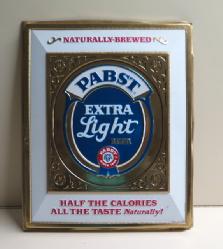 NATURALLY-BREWED
PABST
EXTRA
Light
HALF THE CALORIES
ALL THE TASTE Naturally!